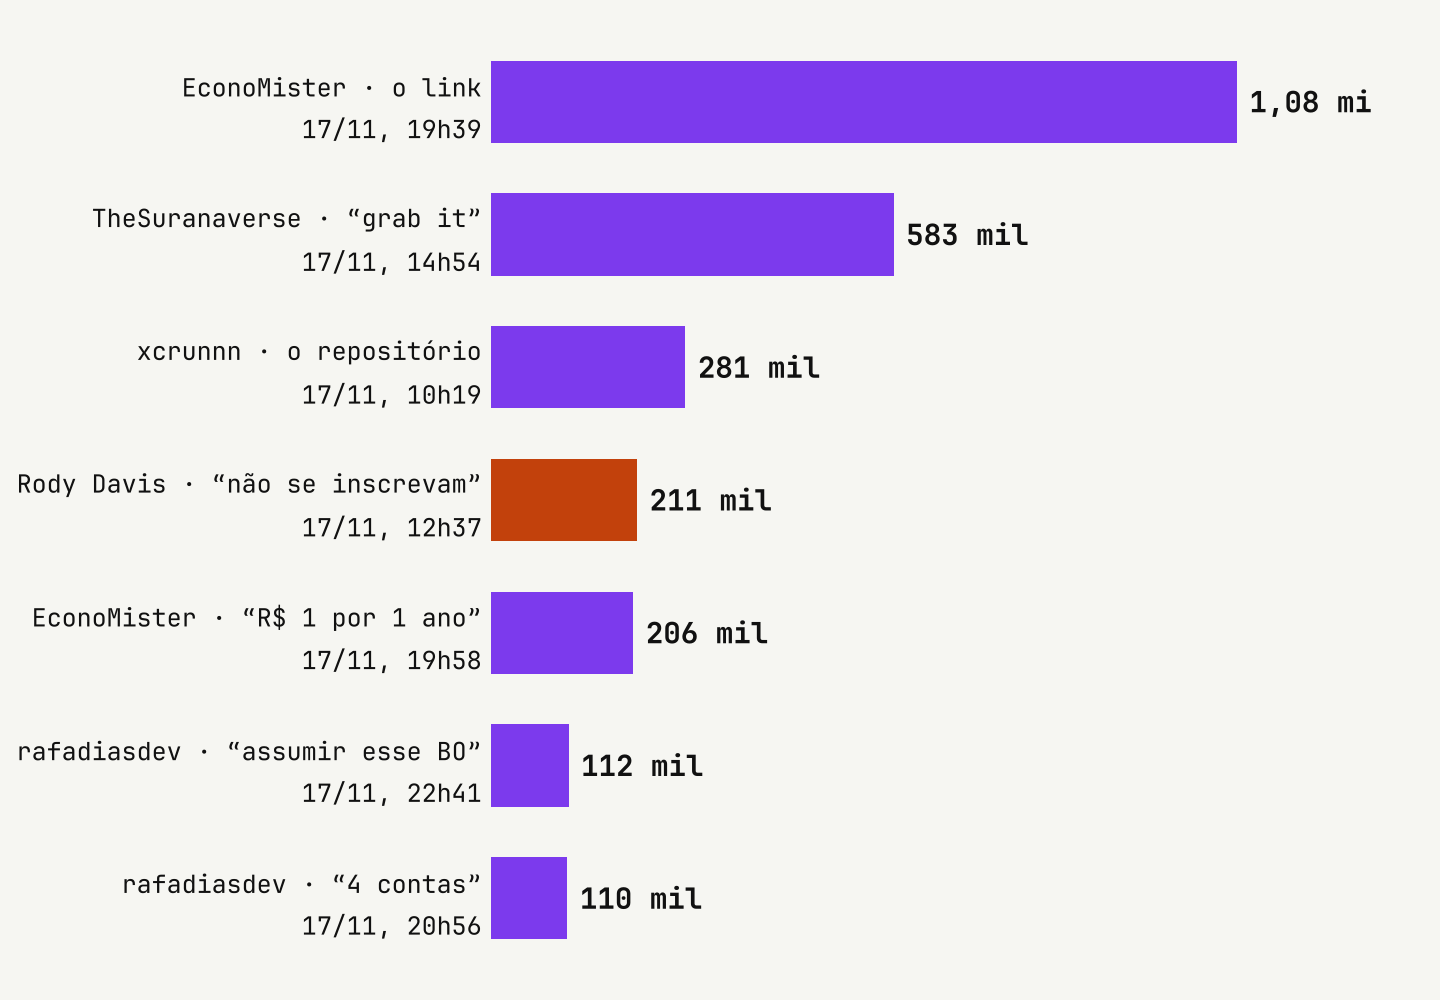 EconoMister · o link
17/11, 19h39
1,08 mi
TheSuranaverse · “grab it”
17/11, 14h54
583 mil
xcrunnn · o repositório
17/11, 10h19
281 mil
Rody Davis · “não se inscrevam”
17/11, 12h37
211 mil
EconoMister · “R$ 1 por 1 ano”
17/11, 19h58
206 mil
rafadiasdev · “assumir esse BO”
17/11, 22h41
112 mil
rafadiasdev · “4 contas”
17/11, 20h56
110 mil